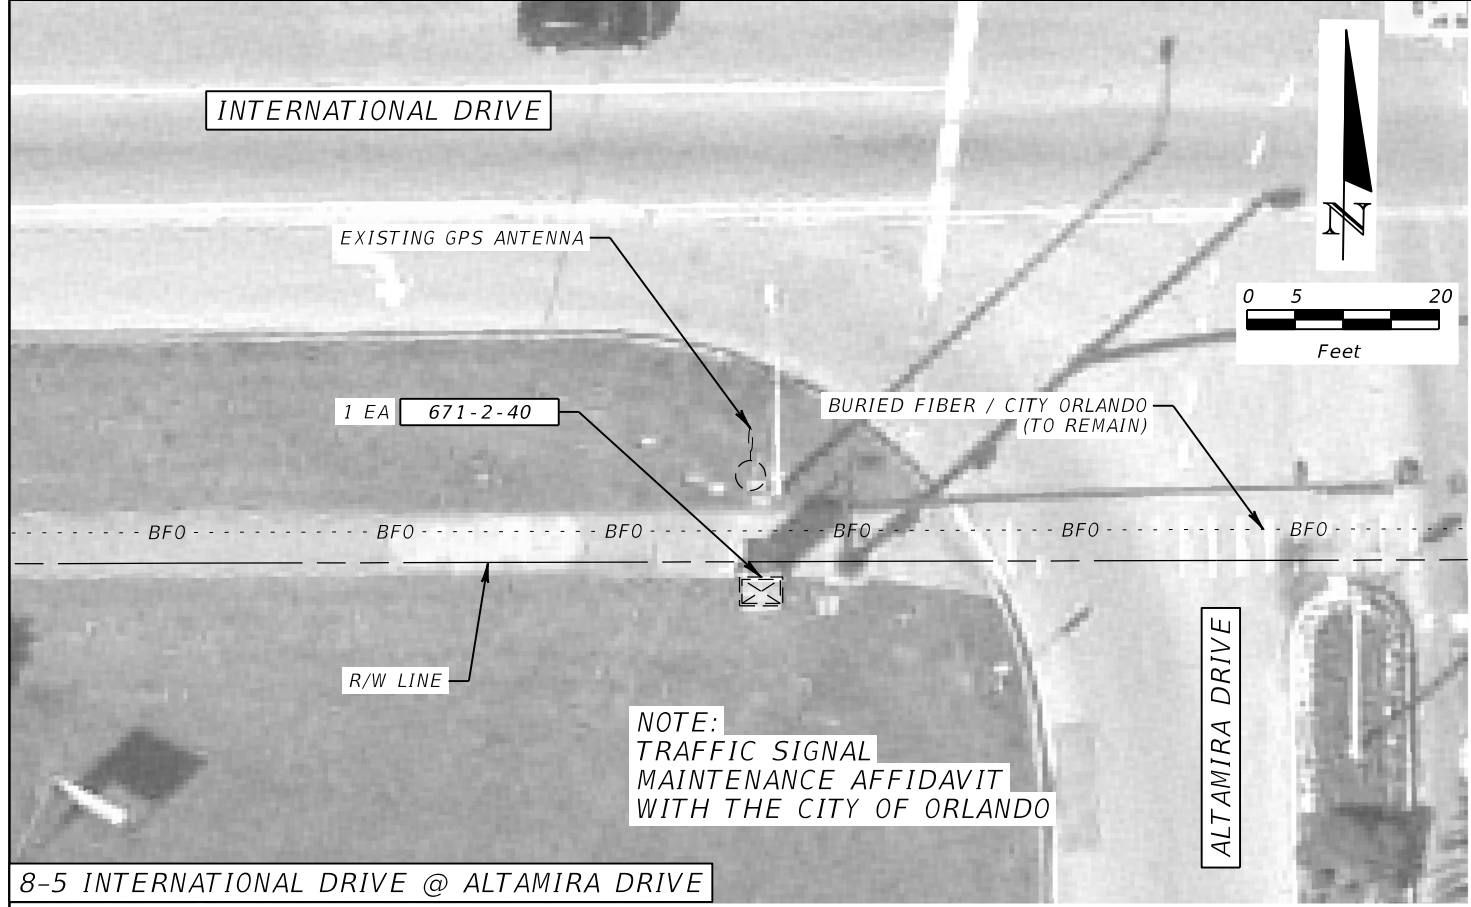 INTERNATIONAL DRIVE
N
EXISTING GPS ANTENNA
0 5 20
Feet
1 EA 671-2-40
BURIED FIBER / CITY ORLANDO
(TO REMAIN)
BFO BFO BFO BFO BFO BFO
R/W LINE
ALTAMIRA DRIVE
NOTE:
TRAFFIC SIGNAL
MAINTENANCE AFFIDAVIT
WITH THE CITY OF ORLANDO
8-5 INTERNATIONAL DRIVE @ ALTAMIRA DRIVE